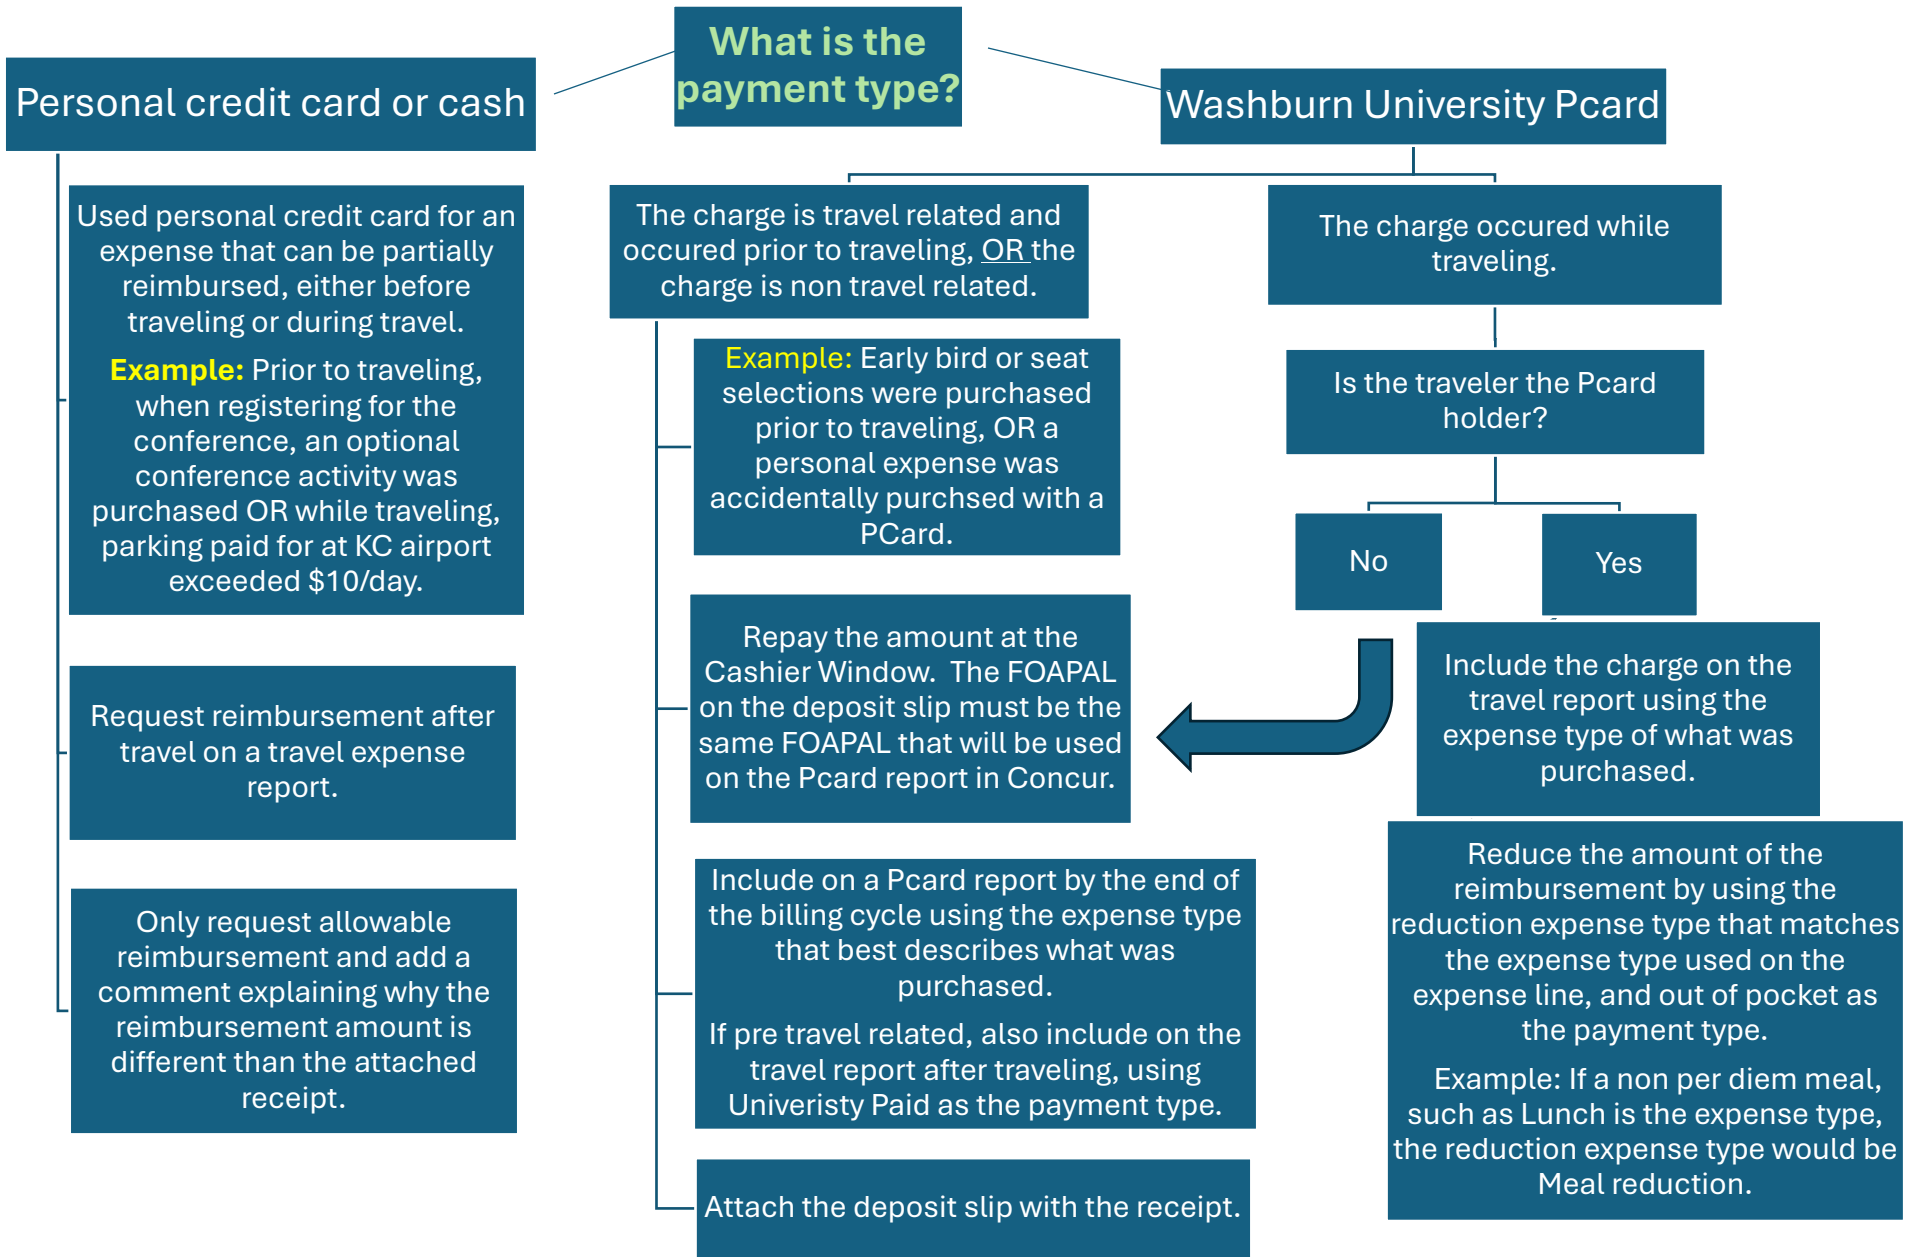 What is the
payment type?
Personal credit card or cash
Used personal credit card for an
expense that can be partially
reimbursed, either before
traveling or during travel.
Example: Prior to traveling,
when registering for the
conference, an optional
conference activity was
purchased OR while traveling,
parking paid for at KC airport
exceeded $10/day.
Request reimbursement after
travel on a travel expense
report.
Only request allowable
reimbursement and add a
comment explaining why the
reimbursement amount is
different than the attached
receipt.
Washburn University Pcard
The charge is travel related and
occured prior to traveling, OR the
charge is non travel related.
Example: Early bird or seat
selections were purchased
prior to traveling, OR a
personal expense was
accidentally purchsed with a
PCard.
Repay the amount at the
Cashier Window.  The FOAPAL
on the deposit slip must be the
same FOAPAL that will be used
on the Pcard report in Concur.
Include on a Pcard report by the end of
the billing cycle using the expense type
that best describes what was
purchased.
If pre travel related, also include on the
travel report after traveling, using
Univeristy Paid as the payment type.
Attach the deposit slip with the receipt.
The charge occured while
traveling.
Is the traveler the Pcard
holder?
No
Yes
Include the charge on the
travel report using the
expense type of what was
purchased.
Reduce the amount of the
reimbursement by using the
reduction expense type that matches
the expense type used on the
expense line, and out of pocket as
the payment type.
Example: If a non per diem meal,
such as Lunch is the expense type,
the reduction expense type would be
Meal reduction.